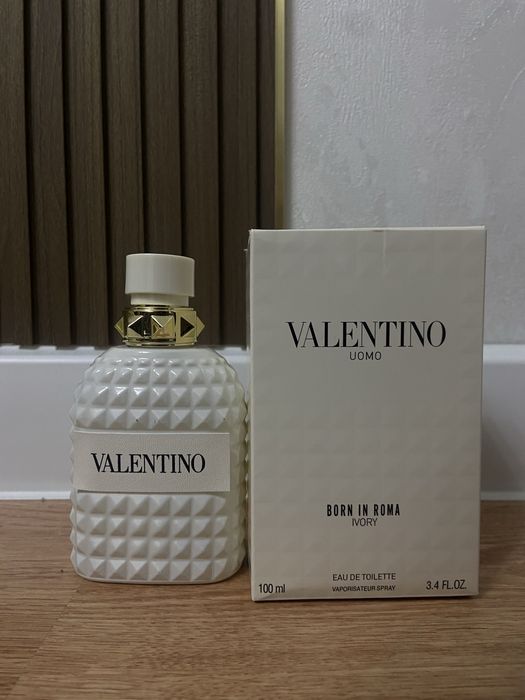 VALENTINO
VALENTINO
UOMO
BORN IN ROMA
IVORY
EAU DE TOILETTE
100 ml
VAPORISATEUR SPRAY
3.4 FL.OZ.